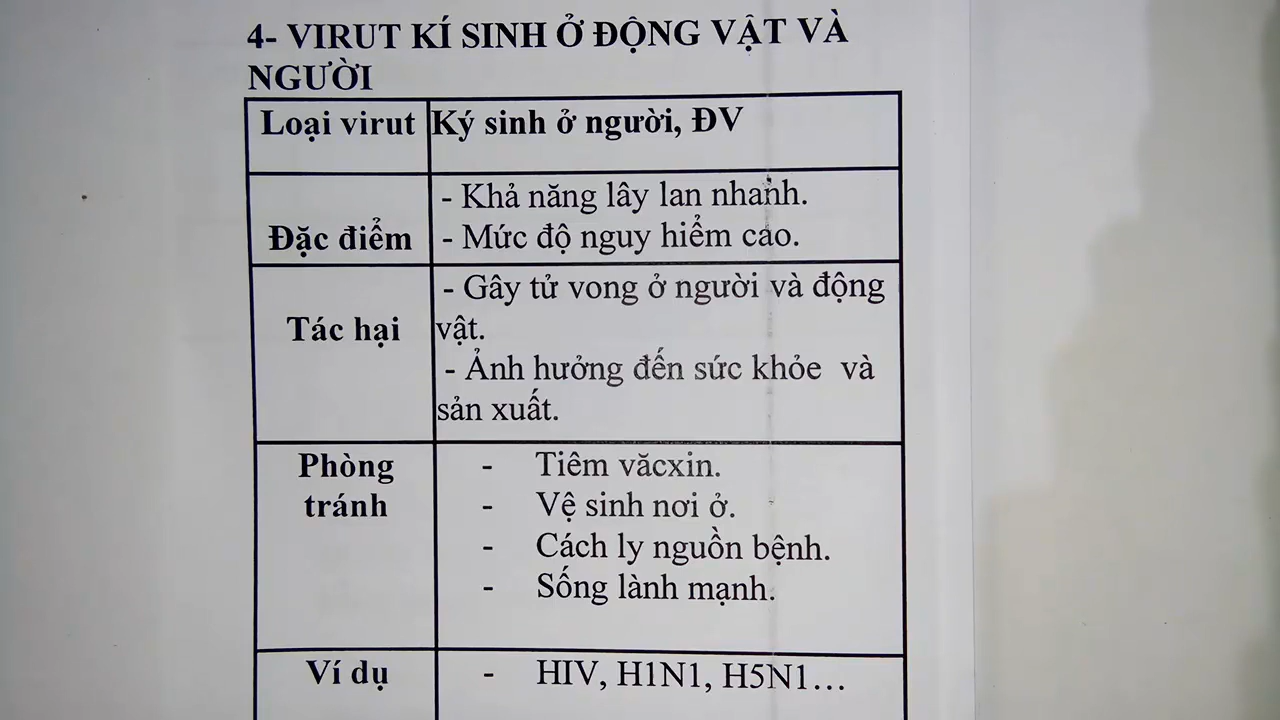 4- VIRUT KÍ SINH Ở ĐỘNG VẬT VÀ
NGƯỜI
Loại virut
Ký sinh ở người, ĐV
Đặc điểm
- Khả năng lây lan nhanh.
- Mức độ nguy hiểm cao.
Tác hại
- Gây tử vong ở người và động
vật.
- Ảnh hưởng đến sức khỏe và
sản xuất.
Phòng
tránh
- Tiêm văcxin.
- Vệ sinh nơi ở.
- Cách ly nguồn bệnh.
- Sống lành mạnh.
Ví dụ
- HIV, H1N1, H5N1...